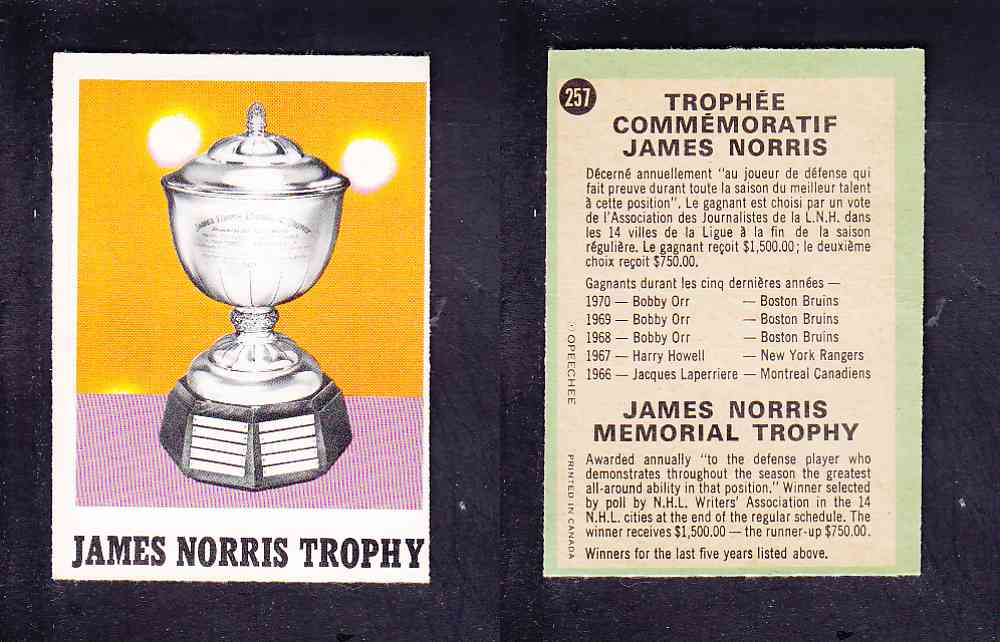 JAMES NORRIS TROPHY
257
TROPHÉE
COMMÉMORATIF
JAMES NORRIS
Décerné annuellement "au joueur de défense qui
fait preuve durant toute la saison du meilleur talent
à cette position". Le gagnant est choisi par un vote
de l'Association des Journalistes de la L.N.H. dans
les 14 villes de la Ligue à la fin de la saison
régulière. Le gagnant reçoit $1,500.00; le deuxième
choix reçoit $750.00.
Gagnants durant les cinq dernières années —
1970 — Bobby Orr — Boston Bruins
1969 — Bobby Orr — Boston Bruins
1968 — Bobby Orr — Boston Bruins
1967 — Harry Howell — New York Rangers
1966 — Jacques Laperriere — Montreal Canadiens
© OPEECHEE
JAMES NORRIS
MEMORIAL TROPHY
Awarded annually "to the defense player who
demonstrates throughout the season the greatest
all-around ability in that position." Winner selected
by poll by N.H.L. Writers' Association in the 14
N.H.L. cities at the end of the regular schedule. The
winner receives $1,500.00 — the runner-up $750.00.
Winners for the last five years listed above.
PRINTED IN CANADA